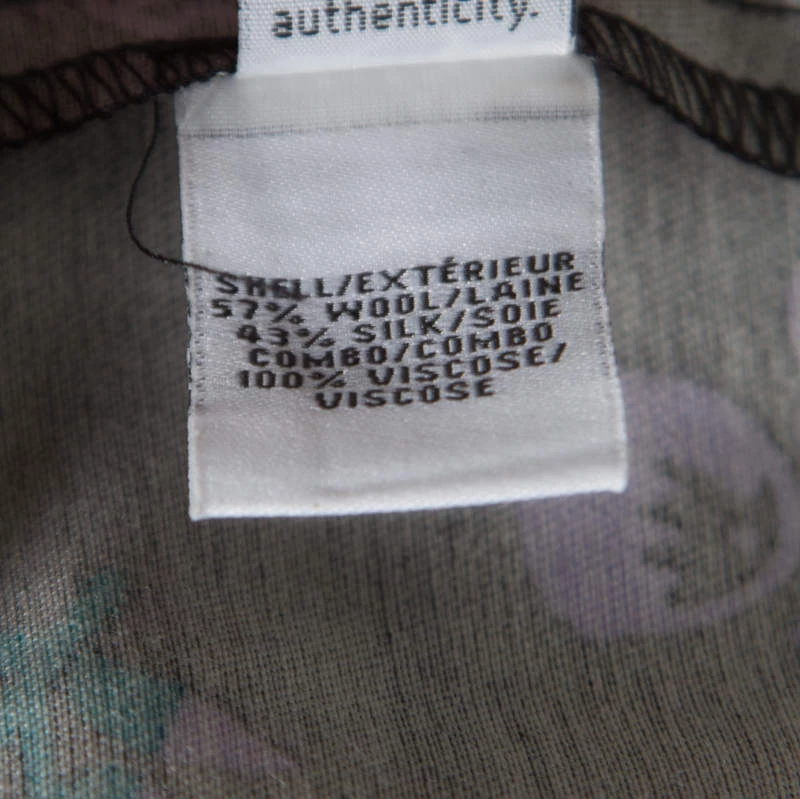 authenticity.
SHELL/EXTÉRIEUR
57% WOOL/LAINE
43% SILK/SOIE
COMBO/COMBO
100% VISCOSE/
VISCOSE